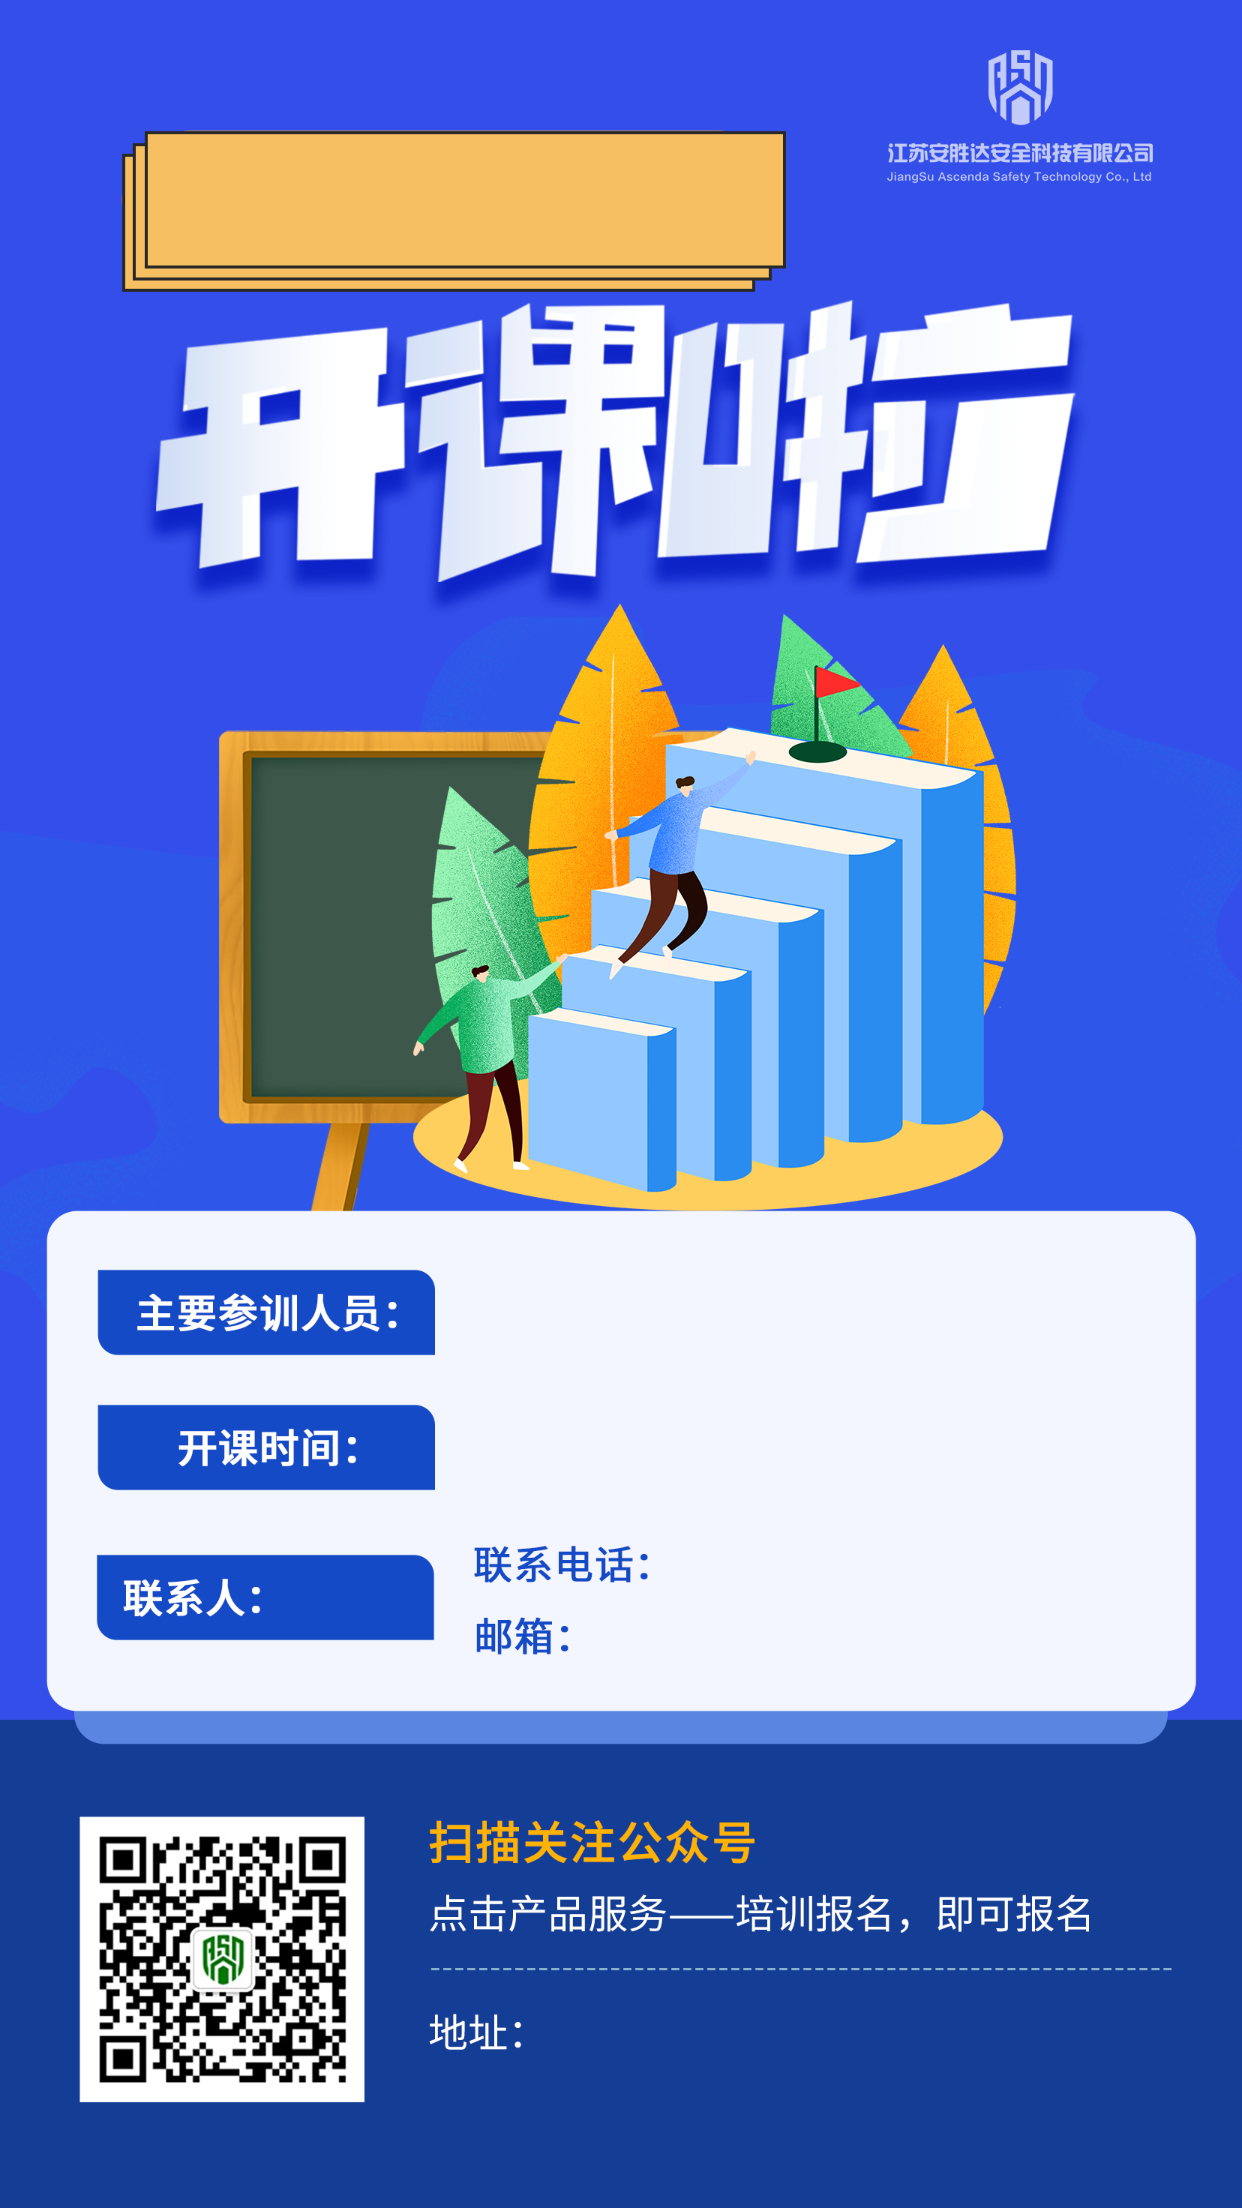 江苏安胜达安全科技有限公司
JiangSu Ascenda Safety Technology Co., Ltd
开课啦
主要参训人员：
开课时间：
联系人：
联系电话：
邮箱：
扫描关注公众号
点击产品服务——培训报名，即可报名
地址：